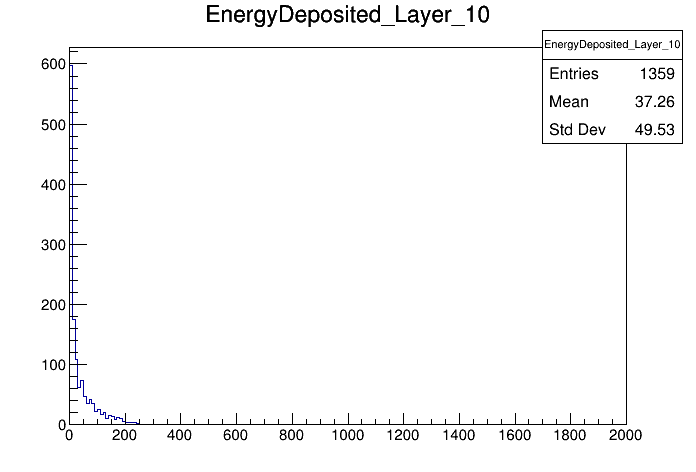 EnergyDeposited_Layer_10
EnergyDeposited_Layer_10
Entries 1359
Mean 37.26
Std Dev 49.53
600
500
400
300
200
100
0
0 200 400 600 800 1000 1200 1400 1600 1800 2000